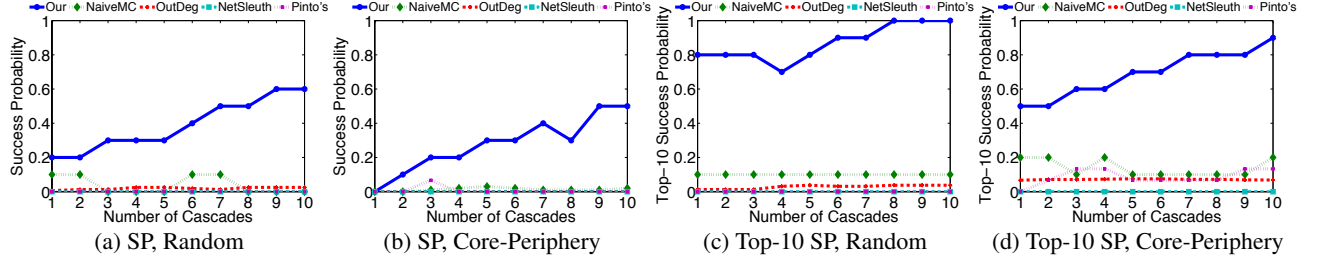 Our NaiveMC OutDeg NetSleuth Pinto's
Success Probability
1
0.8
0.6
0.4
0.2
0
1 2 3 4 5 6 7 8 9 10
Number of Cascades
(a) SP, Random
Our NaiveMC OutDeg NetSleuth Pinto's
Success Probability
1
0.8
0.6
0.4
0.2
0
1 2 3 4 5 6 7 8 9 10
Number of Cascades
(b) SP, Core-Periphery
Our NaiveMC OutDeg NetSleuth Pinto's
Top-10 Success Probability
1
0.8
0.6
0.4
0.2
0
1 2 3 4 5 6 7 8 9 10
Number of Cascades
(c) Top-10 SP, Random
Our NaiveMC OutDeg NetSleuth Pinto's
Top-10 Success Probability
1
0.8
0.6
0.4
0.2
0
1 2 3 4 5 6 7 8 9 10
Number of Cascades
(d) Top-10 SP, Core-Periphery